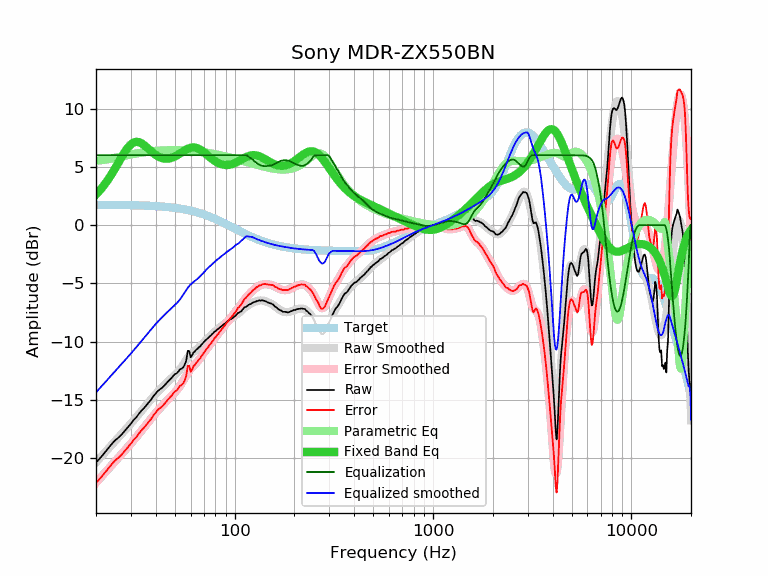 Sony MDR-ZX550BN
Amplitude (dBr)
10
5
0
−5
−10
−15
−20
Target
Raw Smoothed
Error Smoothed
Raw
Error
Parametric Eq
Fixed Band Eq
Equalization
Equalized smoothed
100
1000
10000
Frequency (Hz)